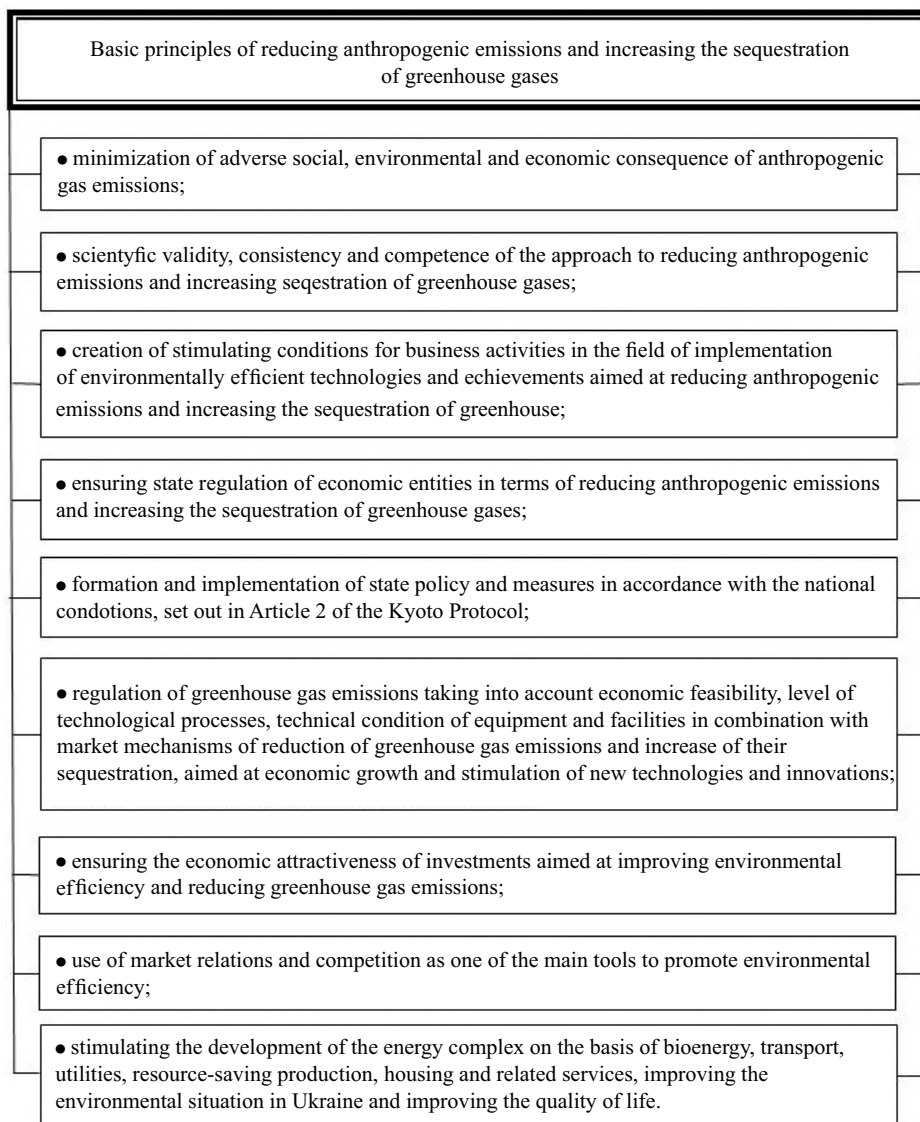 Basic principles of reducing anthropogenic emissions and increasing the sequestration
of greenhouse gases
• minimization of adverse social, environmental and economic consequence of anthropogenic
gas emissions;
• scientyfic validity, consistency and competence of the approach to reducing anthropogenic
emissions and increasing seqestration of greenhouse gases;
• creation of stimulating conditions for business activities in the field of implementation
of environmentally efficient technologies and echievements aimed at reducing anthropogenic
emissions and increasing the sequestration of greenhouse;
• ensuring state regulation of economic entities in terms of reducing anthropogenic emissions
and increasing the sequestration of greenhouse gases;
• formation and implementation of state policy and measures in accordance with the national
condotions, set out in Article 2 of the Kyoto Protocol;
• regulation of greenhouse gas emissions taking into account economic feasibility, level of
technological processes, technical condition of equipment and facilities in combination with
market mechanisms of reduction of greenhouse gas emissions and increase of their
sequestration, aimed at economic growth and stimulation of new technologies and innovations;
• ensuring the economic attractiveness of investments aimed at improving environmental
efficiency and reducing greenhouse gas emissions;
• use of market relations and competition as one of the main tools to promote environmental
efficiency;
• stimulating the development of the energy complex on the basis of bioenergy, transport,
utilities, resource-saving production, housing and related services, improving the
environmental situation in Ukraine and improving the quality of life.